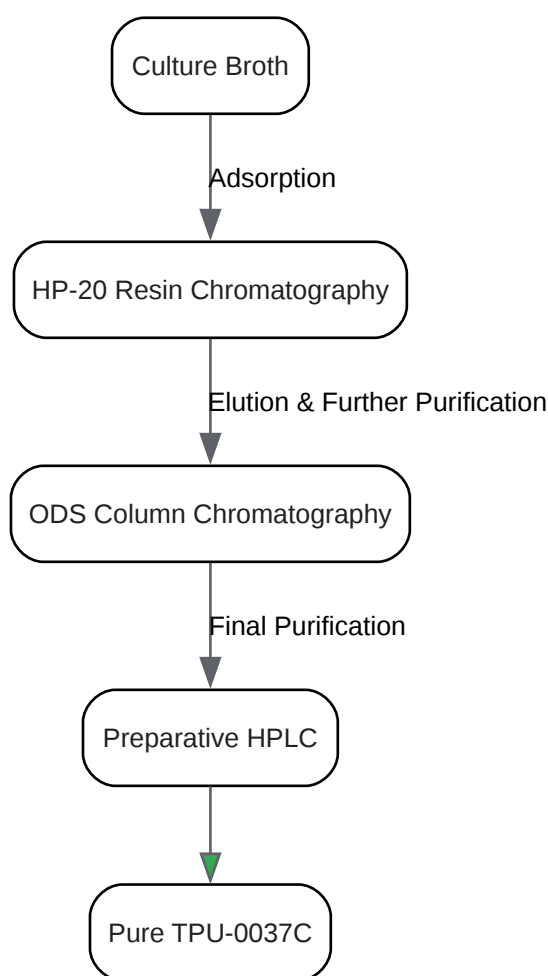 Culture Broth
Adsorption
HP-20 Resin Chromatography
Elution & Further Purification
ODS Column Chromatography
Final Purification
Preparative HPLC
Pure TPU-0037C